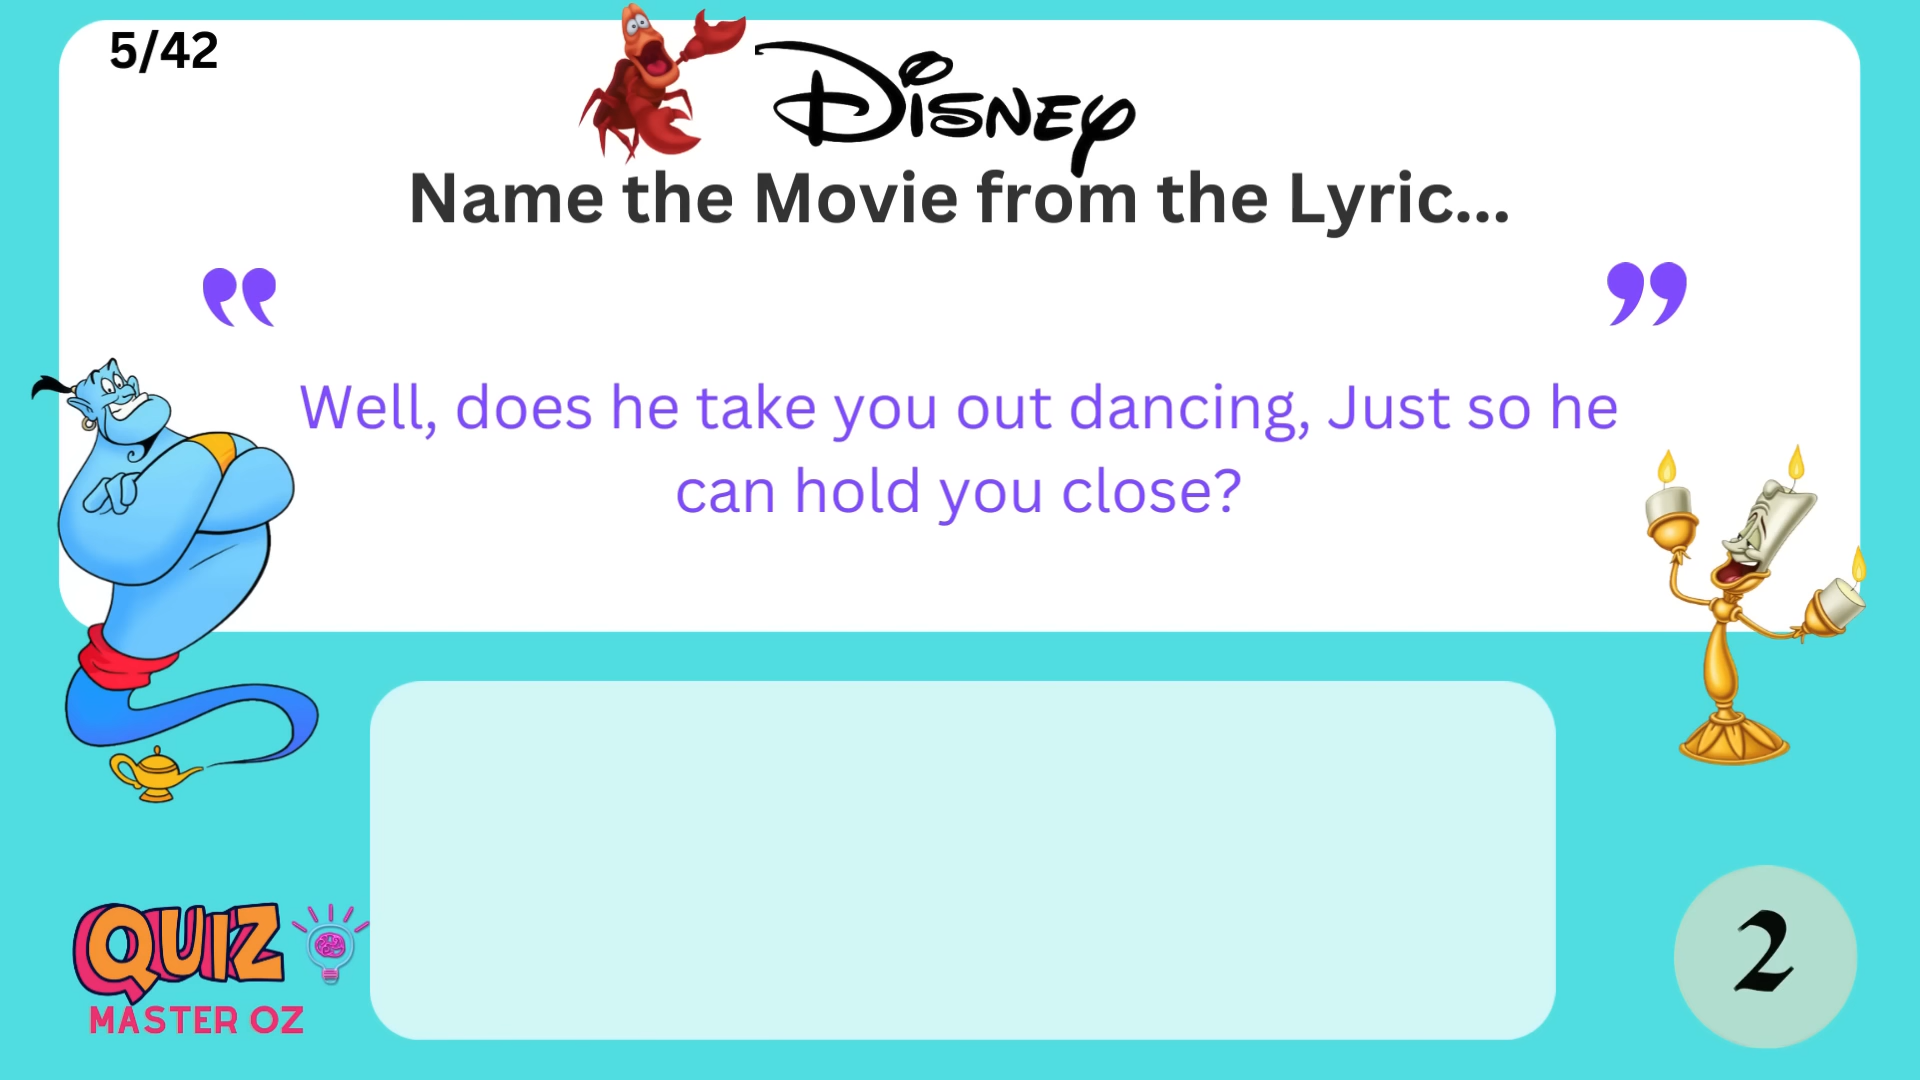 5/42
Disney
Name the Movie from the Lyric...
"
"
Well, does he take you out dancing, Just so he
can hold you close?
QUIZ
MASTER OZ
2